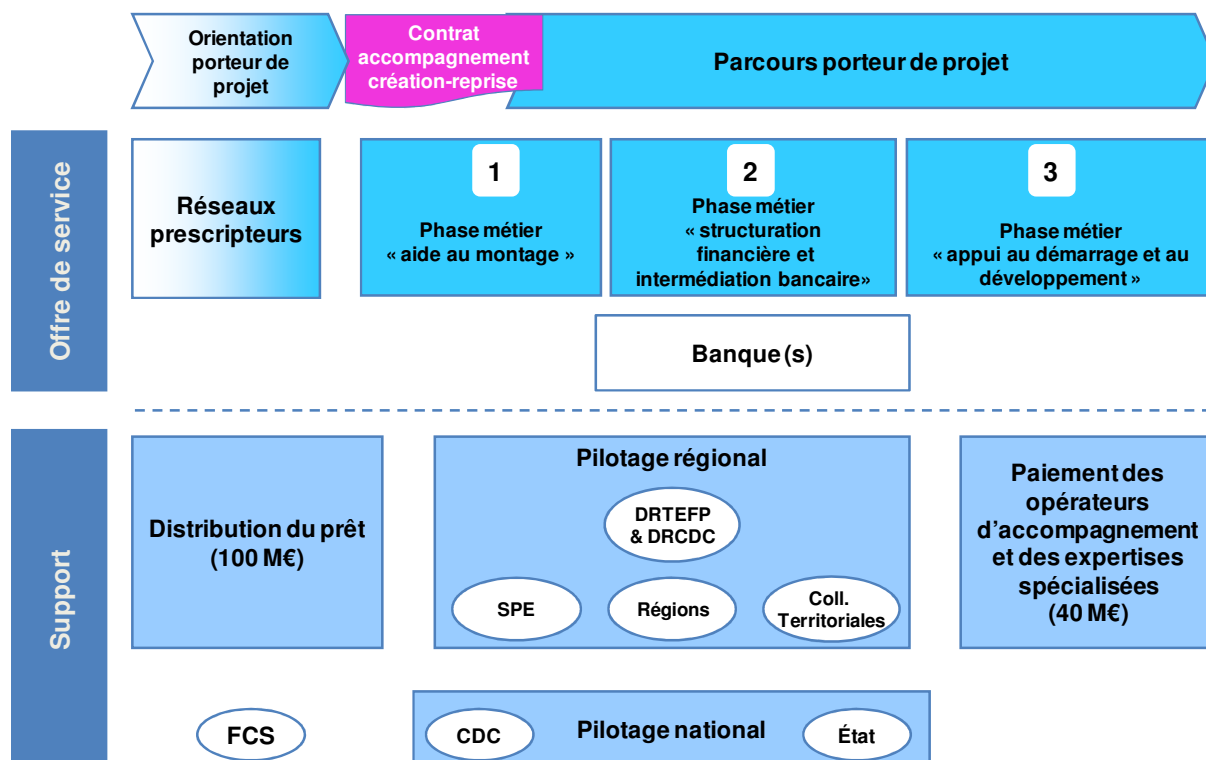 Orientation
porteur de
projet
Contrat
accompagnement
création-reprise
Parcours porteur de projet
Offre de service
Réseaux
prescripteurs
1
Phase métier
« aide au montage »
2
Phase métier
« structuration
financière et
intermédiation bancaire»
3
Phase métier
« appui au démarrage et au
développement »
Banque(s)
Support
Distribution du prêt
(100 M€)
Pilotage régional
DRTEFP
& DRCDC
SPE
Régions
Coll.
Territoriales
Paiement des
opérateurs
d’accompagnement
et des expertises
spécialisées
(40 M€)
FCS
CDC
Pilotage national
État